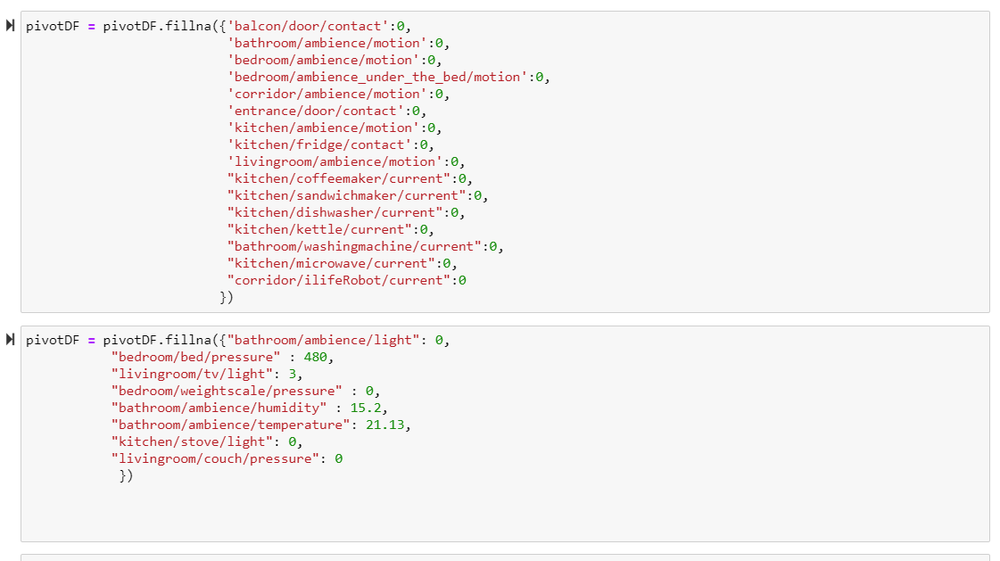 pivotDF = pivotDF.fillna({'balcon/door/contact':0,
'bathroom/ambience/motion':0,
'bedroom/ambience/motion':0,
'bedroom/ambience_under_the_bed/motion':0,
'corridor/ambience/motion':0,
'entrance/door/contact':0,
'kitchen/ambience/motion':0,
'kitchen/fridge/contact':0,
'livingroom/ambience/motion':0,
"kitchen/coffeemaker/current":0,
"kitchen/sandwichmaker/current":0,
"kitchen/dishwasher/current":0,
"kitchen/kettle/current":0,
"bathroom/washingmachine/current":0,
"kitchen/microwave/current":0,
"corridor/ilifeRobot/current":0
})
pivotDF = pivotDF.fillna({"bathroom/ambience/light": 0,
"bedroom/bed/pressure" : 480,
"livingroom/tv/light": 3,
"bedroom/weightscale/pressure" : 0,
"bathroom/ambience/humidity" : 15.2,
"bathroom/ambience/temperature": 21.13,
"kitchen/stove/light": 0,
"livingroom/couch/pressure": 0
})